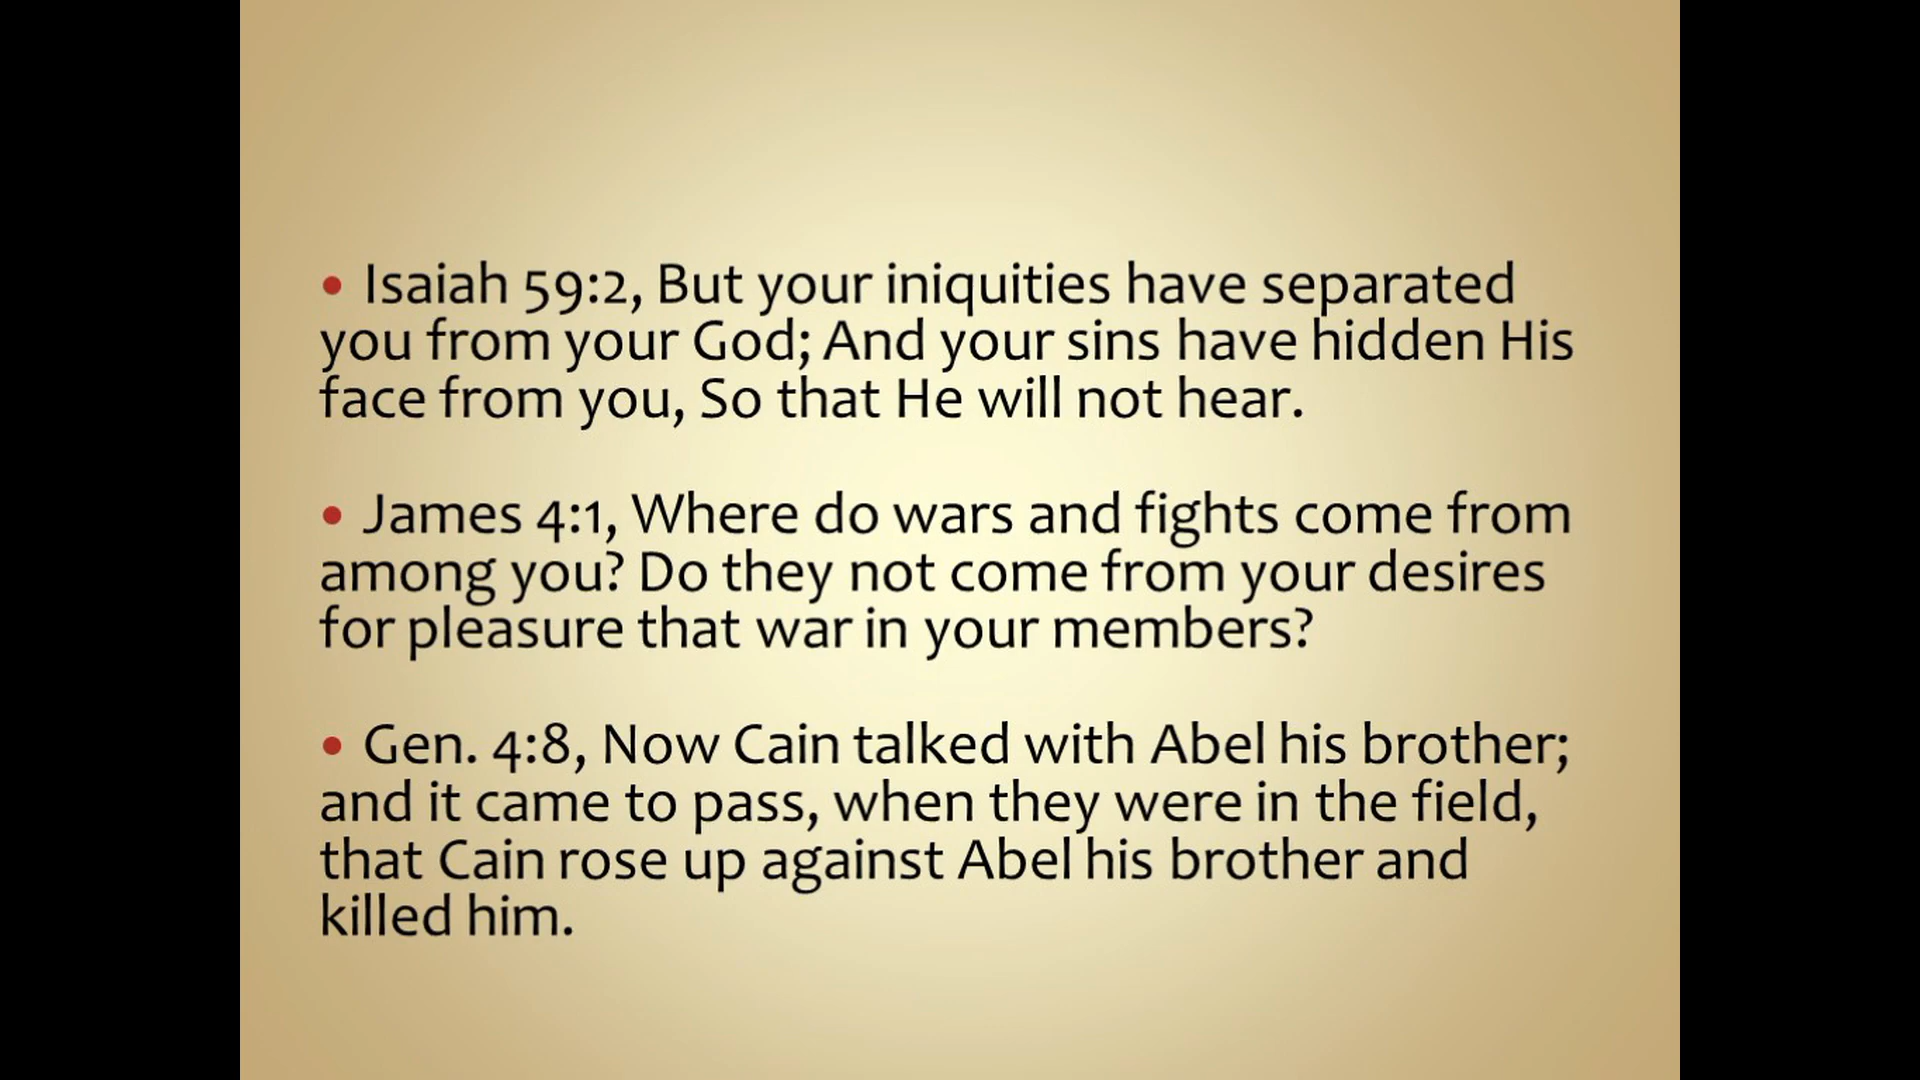 • Isaiah 59:2, But your iniquities have separated
you from your God; And your sins have hidden His
face from you, So that He will not hear.
• James 4:1, Where do wars and fights come from
among you? Do they not come from your desires
for pleasure that war in your members?
• Gen. 4:8, Now Cain talked with Abel his brother;
and it came to pass, when they were in the field,
that Cain rose up against Abel his brother and
killed him.